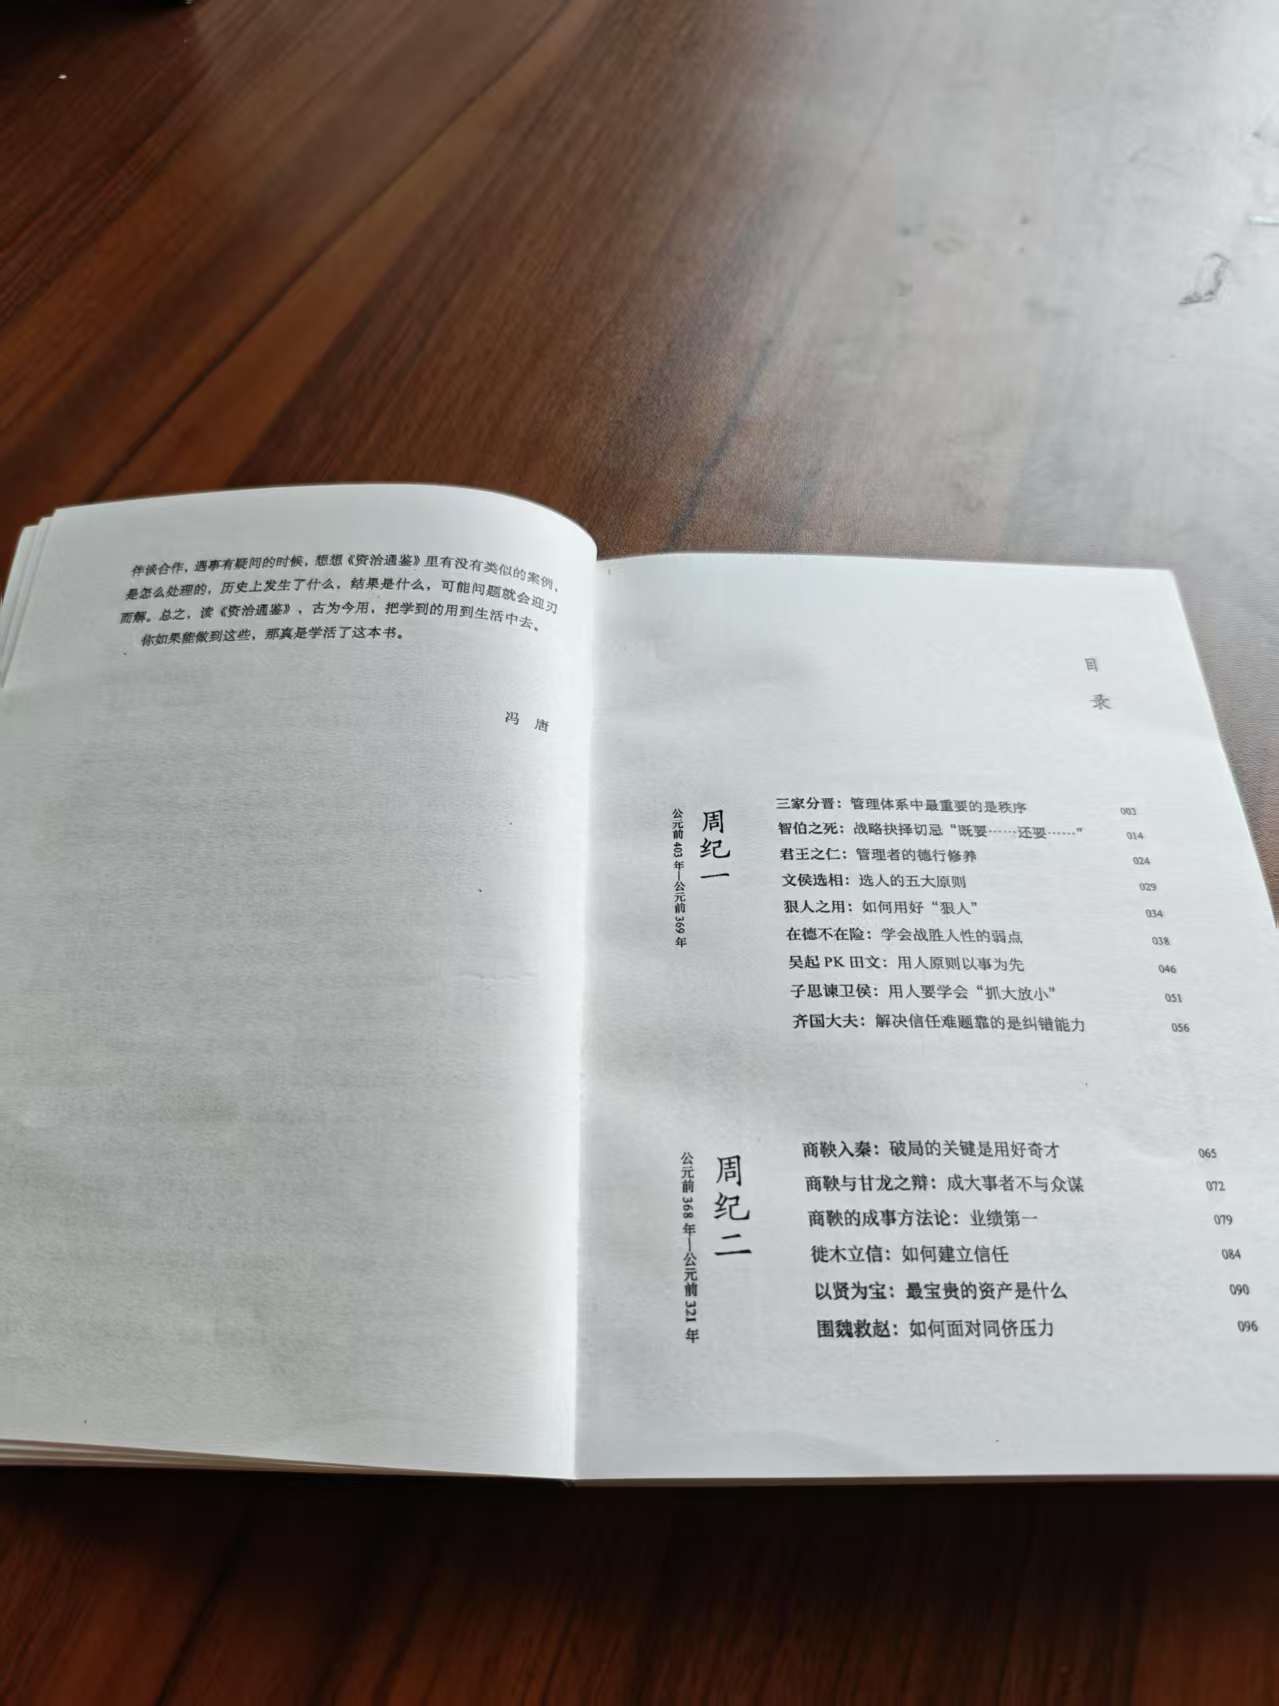 伴谈合作，遇事有疑问的时候，想想《资治通鉴》里有没有类似的案例，
是怎么处理的，历史上发生了什么，结果是什么，可能问题就会迎刃
而解。总之，读《资治通鉴》，古为今用，把学到的用到生活中去。
你如果能做到这些，那真是学活了这本书。
冯 唐
目录
周纪一
公元前403年—公元前369年
三家分晋：管理体系中最重要的是秩序 003
智伯之死：战略抉择切忌“既要……还要……” 014
君王之仁：管理者的德行修养 024
文侯选相：选人的五大原则 029
狠人之用：如何用好“狠人” 034
在德不在险：学会战胜人性的弱点 038
吴起PK田文：用人原则以事为先 046
子思谏卫侯：用人要学会“抓大放小” 051
齐国大夫：解决信任难题靠的是纠错能力 056
周纪二
公元前368年—公元前321年
商鞅入秦：破局的关键是用好奇才 065
商鞅与甘龙之辩：成大事者不与众谋 072
商鞅的成事方法论：业绩第一 079
徙木立信：如何建立信任 084
以贤为宝：最宝贵的资产是什么 090
围魏救赵：如何面对同侪压力 096